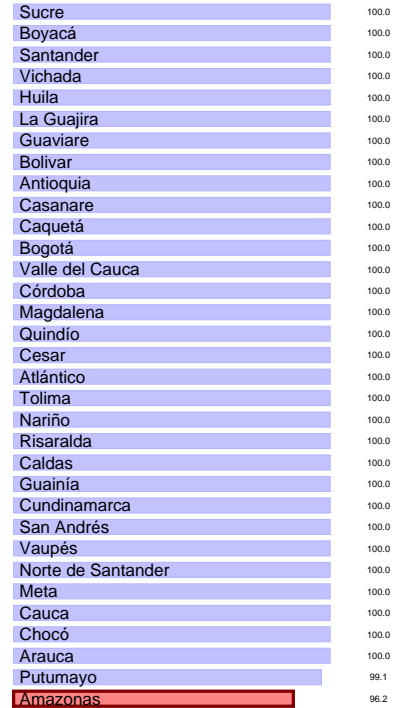 Sucre 100.0
Boyacá 100.0
Santander 100.0
Vichada 100.0
Huila 100.0
La Guajira 100.0
Guaviare 100.0
Bolivar 100.0
Antioquia 100.0
Casanare 100.0
Caquetá 100.0
Bogotá 100.0
Valle del Cauca 100.0
Córdoba 100.0
Magdalena 100.0
Quindío 100.0
Cesar 100.0
Atlántico 100.0
Tolima 100.0
Nariño 100.0
Risaralda 100.0
Caldas 100.0
Guainía 100.0
Cundinamarca 100.0
San Andrés 100.0
Vaupés 100.0
Norte de Santander 100.0
Meta 100.0
Cauca 100.0
Chocó 100.0
Arauca 100.0
Putumayo 99.1
Amazonas 96.2